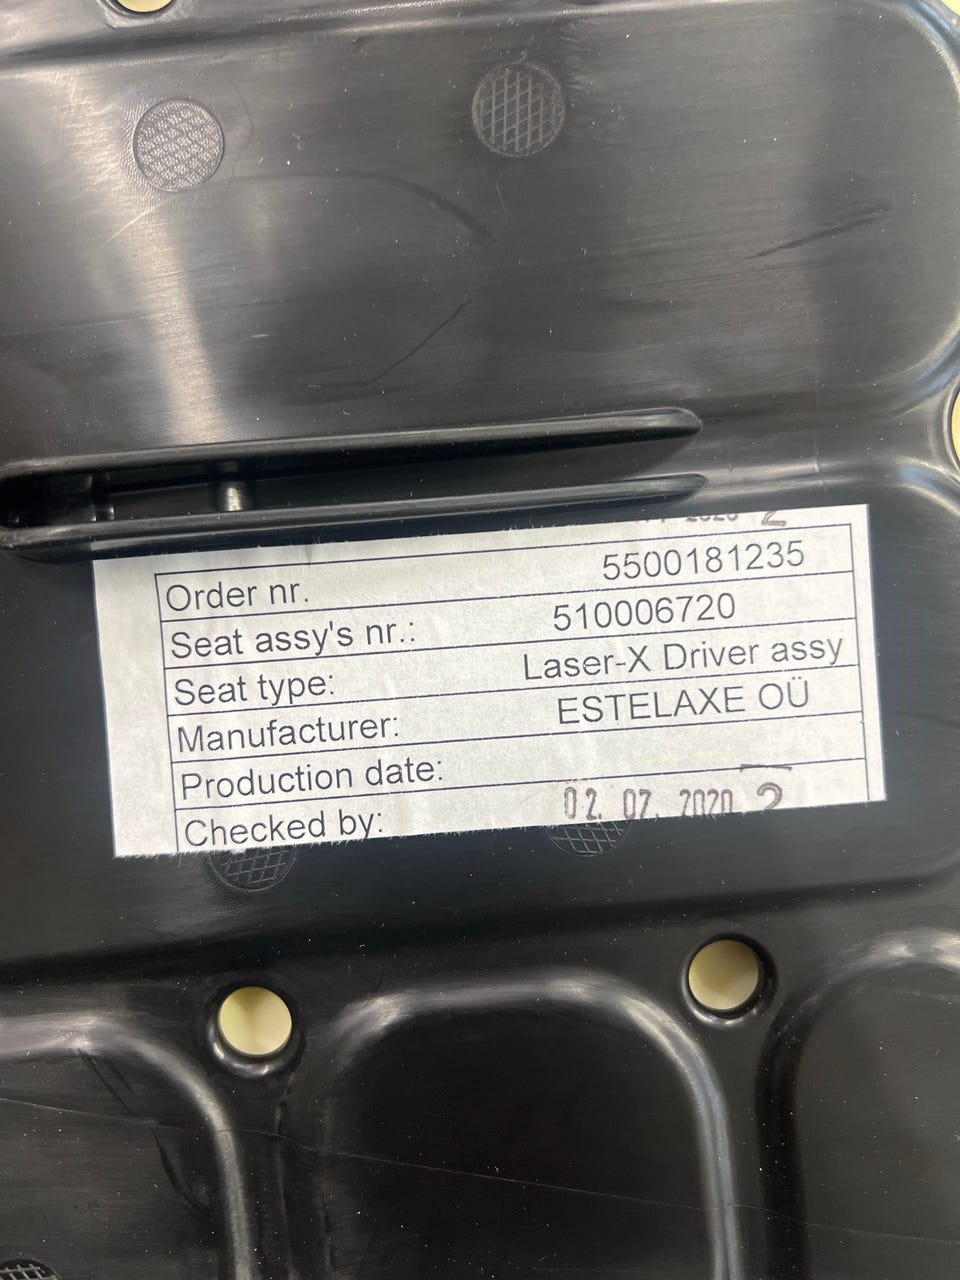 Order nr. 5500181235
Seat assy's nr.: 510006720
Seat type: Laser-X Driver assy
Manufacturer: ESTELAXE OÜ
Production date:
Checked by: 02. 07. 2020 2